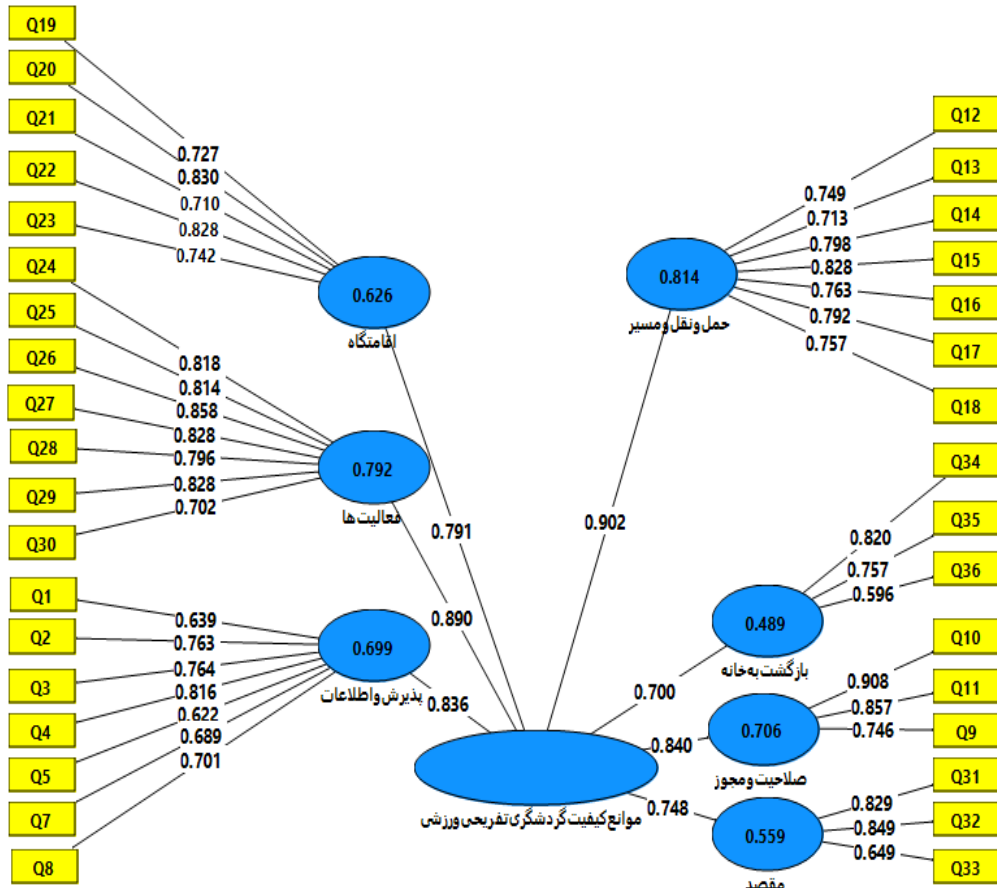 Q19
Q20
Q21
Q22
Q23
Q24
Q25
Q26
Q27
Q28
Q29
Q30
Q1
Q2
Q3
Q4
Q5
Q7
Q8
0.727
0.830
0.710
0.828
0.742
0.626
اقامتگاه
0.818
0.814
0.858
0.828
0.796
0.828
0.702
0.792
فعالیت ها
0.639
0.763
0.764
0.816
0.622
0.689
0.701
0.699
پذیرش و اطلاعات
0.791
0.890
0.836
0.902
0.700
0.840
0.748
موانع کیفیت گردشگری تفریحی ورزشی
0.814
حمل و نقل و مسیر
0.749
0.713
0.798
0.828
0.763
0.792
0.757
Q12
Q13
Q14
Q15
Q16
Q17
Q18
0.489
بازگشت به خانه
0.820
0.757
0.596
Q34
Q35
Q36
0.706
صلاحیت و مجوز
0.908
0.857
0.746
Q10
Q11
Q9
0.559
مقصد
0.829
0.849
0.649
Q31
Q32
Q33